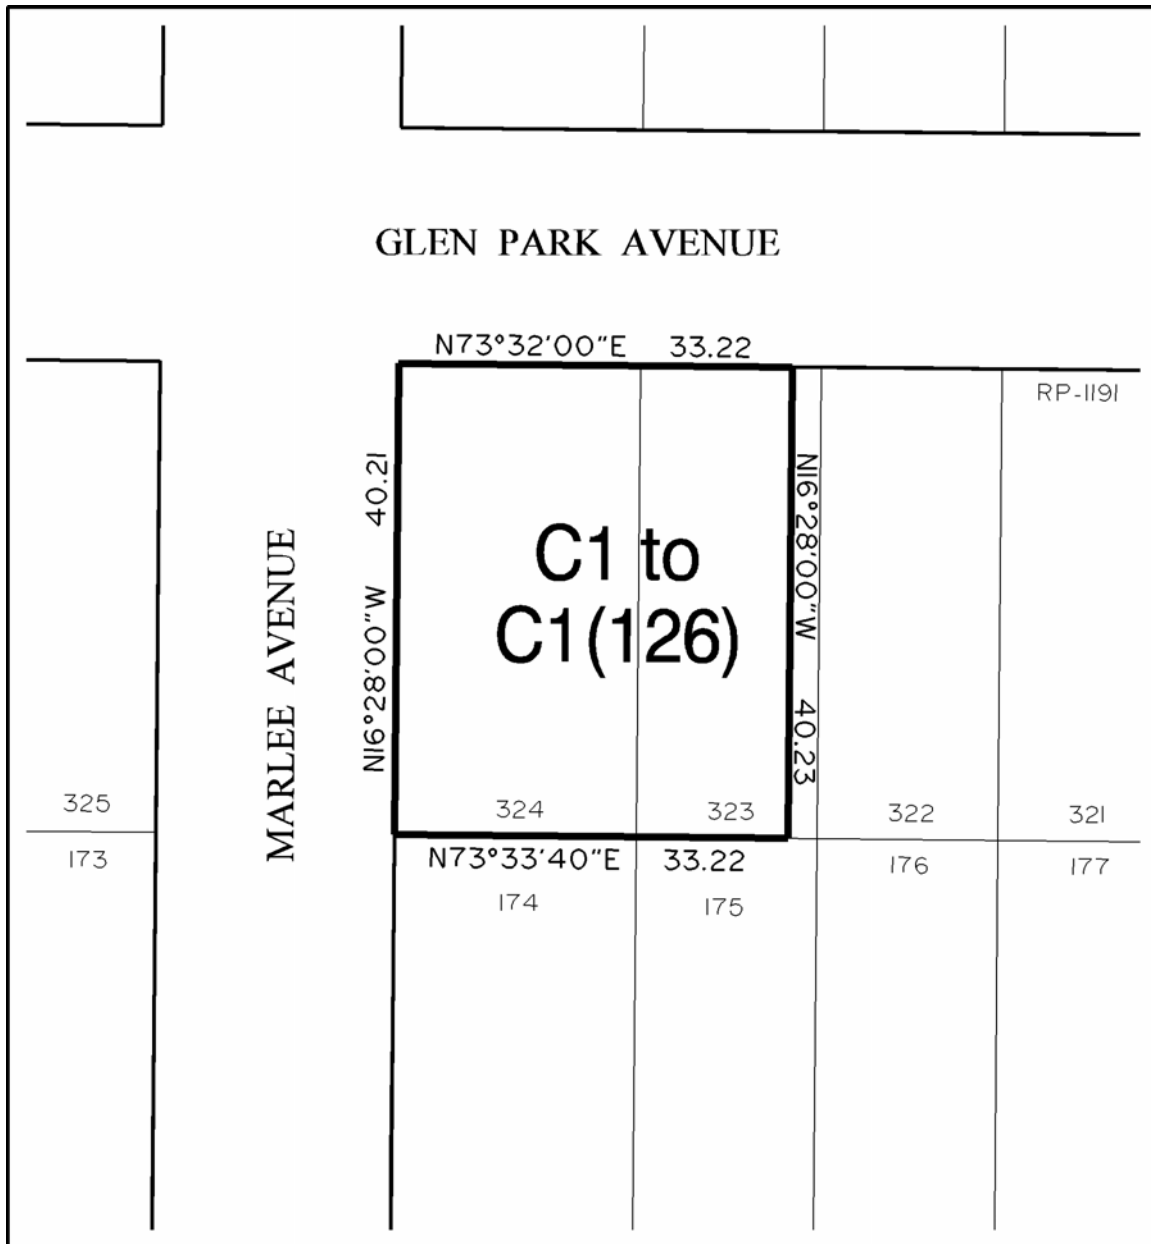 GLEN PARK AVENUE
N73°32'00"E 33.22
RP-1191
MARLEE AVENUE
N16°28'00"W 40.21
C1 to
C1(126)
N16°28'00"W 40.23
325
324
323
322
321
173
N73°33'40"E 33.22
174
175
176
177